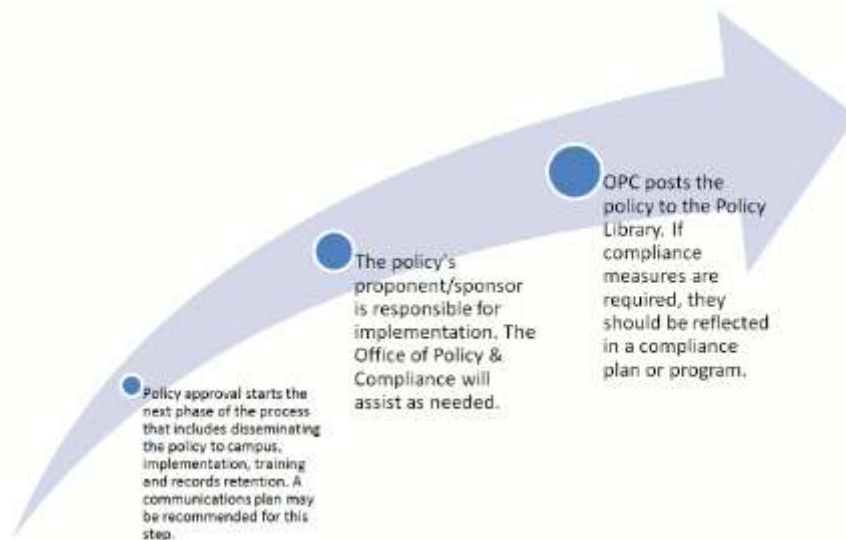 Policy approval starts the
next phase of the process
that includes disseminating
the policy to campus,
implementation, training
and records retention. A
communications plan may
be recommended for this
step.
The policy's
proponent/sponsor
is responsible for
implementation. The
Office of Policy &
Compliance will
assist as needed.
OPC posts the
policy to the Policy
Library. If
compliance
measures are
required, they
should be reflected
in a compliance
plan or program.